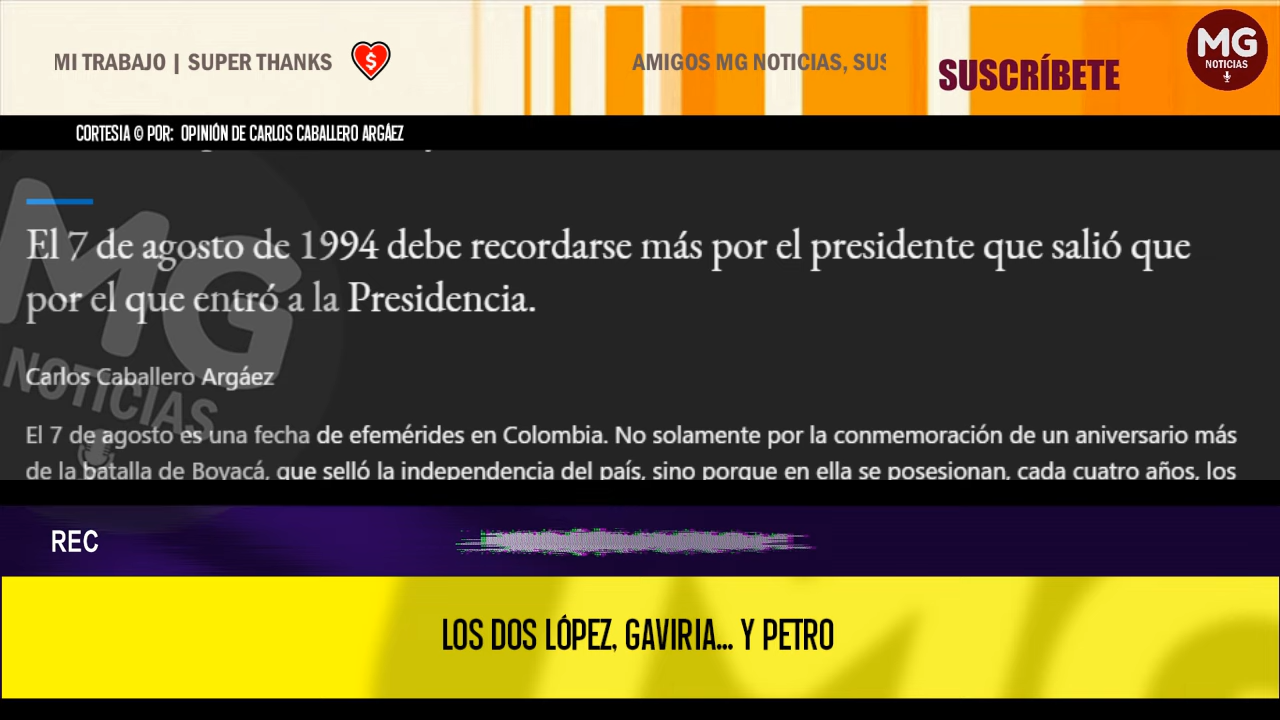 MI TRABAJO | SUPER THANKS
AMIGOS MG NOTICIAS, SUS
SUSCRÍBETE
MG
NOTICIAS
CORTESIA © POR: OPINIÓN DE CARLOS CABALLERO ARGÁEZ
El 7 de agosto de 1994 debe recordarse más por el presidente que salió que
por el que entró a la Presidencia.
MG
NOTICIAS
Carlos Caballero Argáez
El 7 de agosto es una fecha de efemérides en Colombia. No solamente por la conmemoración de un aniversario más
de la batalla de Boyacá, que selló la independencia del país, sino porque en ella se posesionan, cada cuatro años, los
REC
LOS DOS LÓPEZ, GAVIRIA... Y PETRO